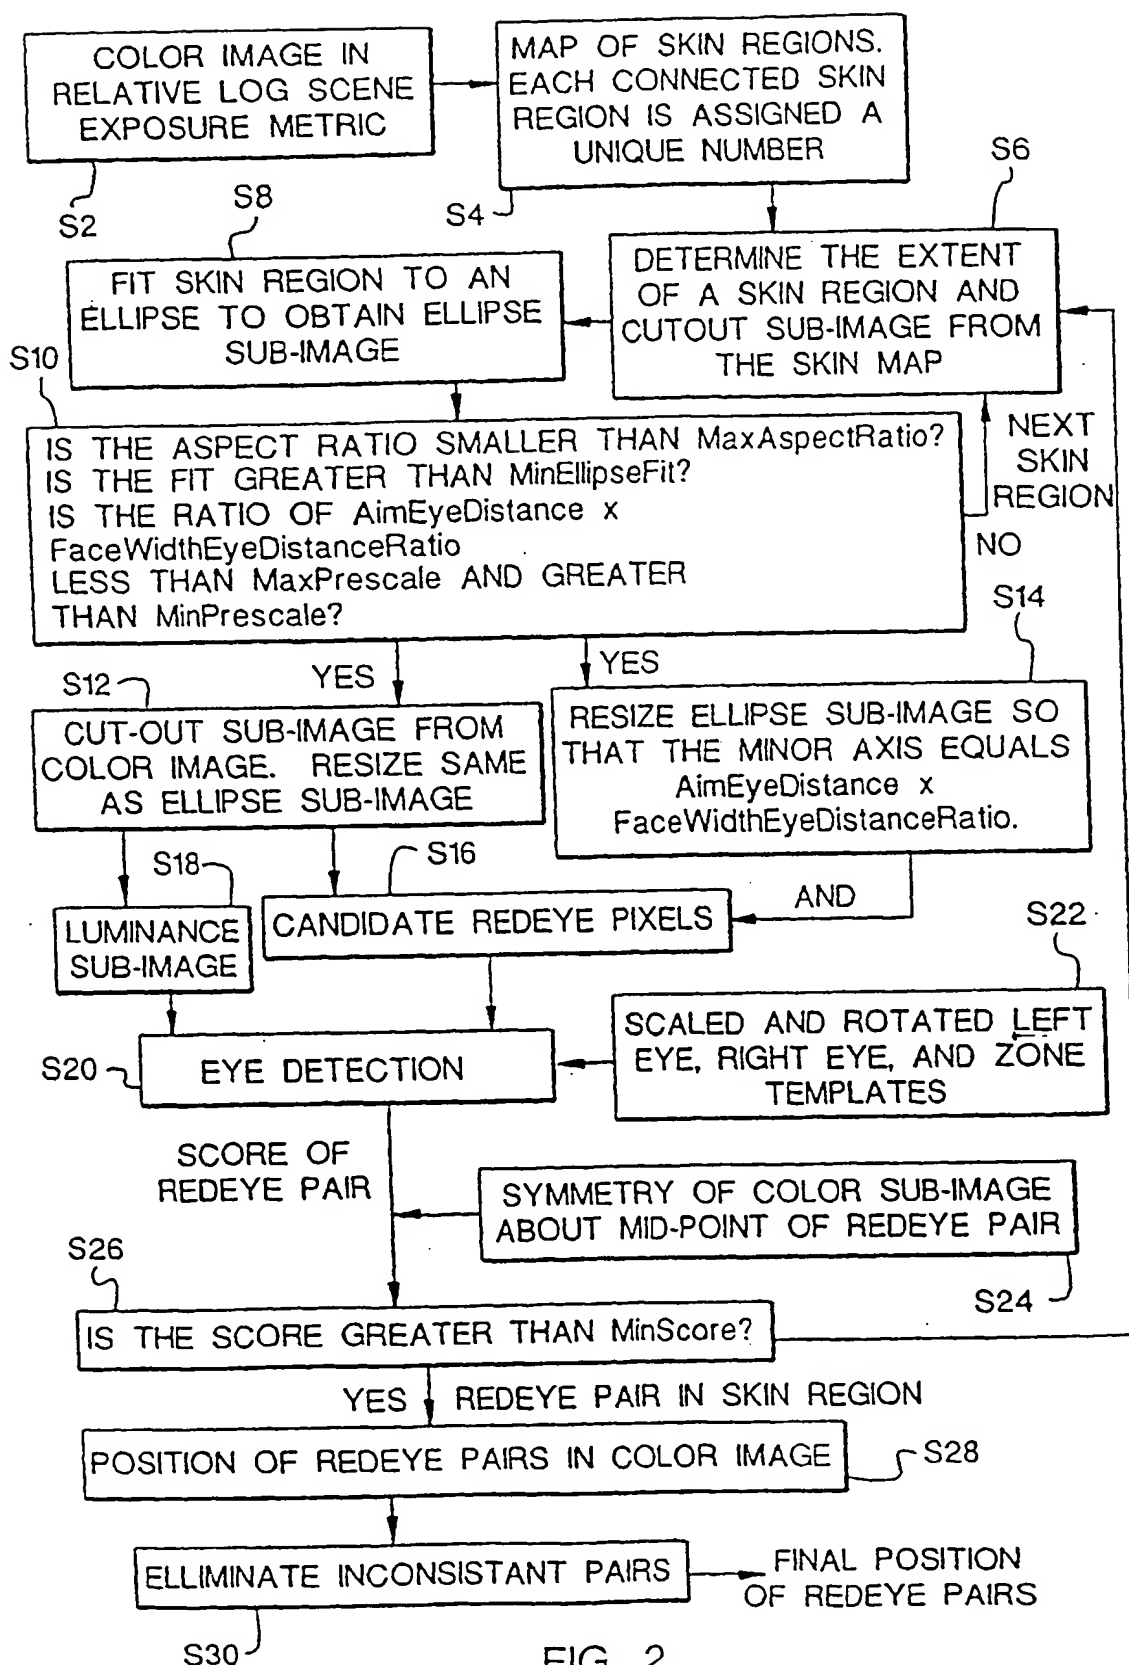 COLOR IMAGE IN
RELATIVE LOG SCENE
EXPOSURE METRIC
S2
MAP OF SKIN REGIONS.
EACH CONNECTED SKIN
REGION IS ASSIGNED A
UNIQUE NUMBER
S4
S6
DETERMINE THE EXTENT
OF A SKIN REGION AND
CUTOUT SUB-IMAGE FROM
THE SKIN MAP
S8
FIT SKIN REGION TO AN
ELLIPSE TO OBTAIN ELLIPSE
SUB-IMAGE
S10
IS THE ASPECT RATIO SMALLER THAN MaxAspectRatio?
IS THE FIT GREATER THAN MinEllipseFit?
IS THE RATIO OF AimEyeDistance x
FaceWidthEyeDistanceRatio
LESS THAN MaxPrescale AND GREATER
THAN MinPrescale?
NEXT
SKIN
REGION
NO
YES
YES
S12
CUT-OUT SUB-IMAGE FROM
COLOR IMAGE. RESIZE SAME
AS ELLIPSE SUB-IMAGE
S14
RESIZE ELLIPSE SUB-IMAGE SO
THAT THE MINOR AXIS EQUALS
AimEyeDistance x
FaceWidthEyeDistanceRatio.
S18
LUMINANCE
SUB-IMAGE
S16
CANDIDATE REDEYE PIXELS
AND
S22
SCALED AND ROTATED LEFT
EYE, RIGHT EYE, AND ZONE
TEMPLATES
S20
EYE DETECTION
SCORE OF
REDEYE PAIR
SYMMETRY OF COLOR SUB-IMAGE
ABOUT MID-POINT OF REDEYE PAIR
S24
S26
IS THE SCORE GREATER THAN MinScore?
YES
REDEYE PAIR IN SKIN REGION
POSITION OF REDEYE PAIRS IN COLOR IMAGE
S28
ELLIMINATE INCONSISTANT PAIRS
S30
FINAL POSITION
OF REDEYE PAIRS
FIG. 2